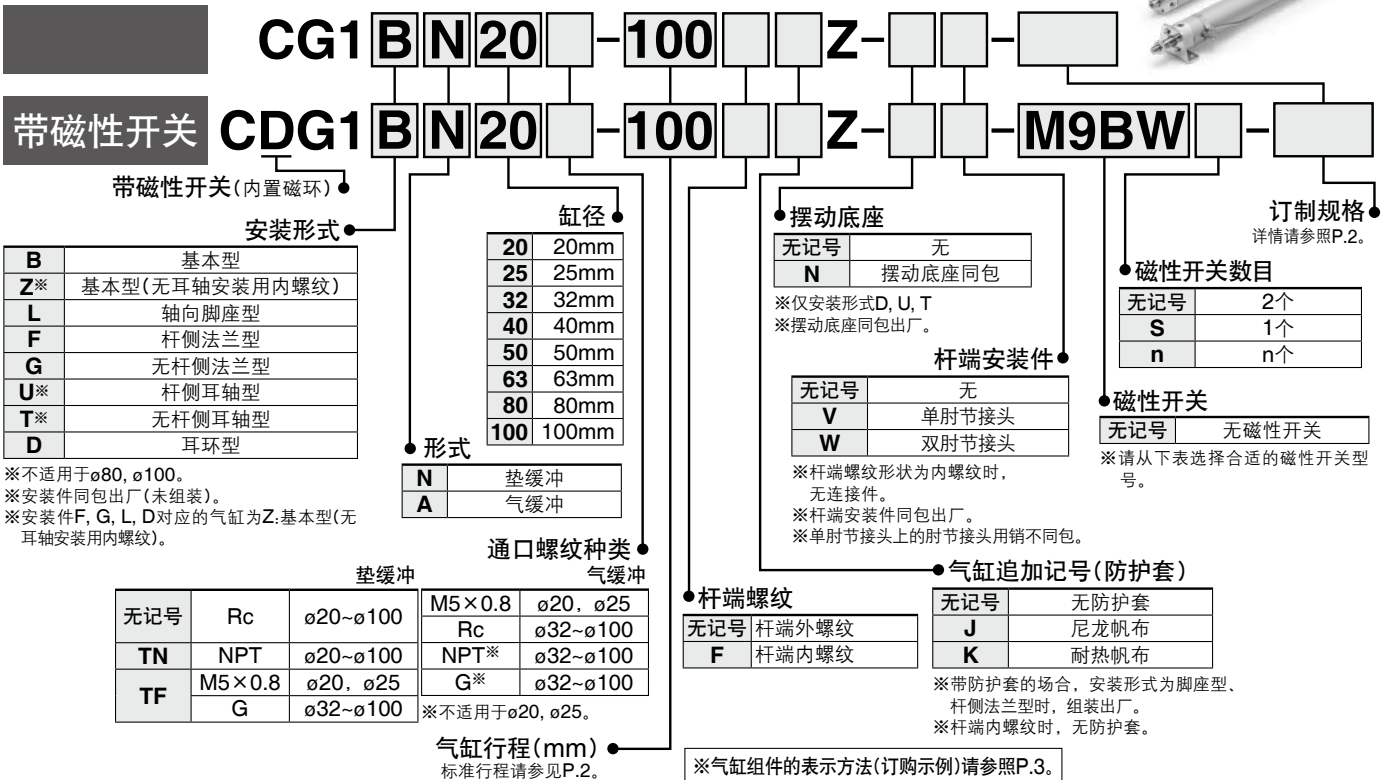 CG1 B N 20 -100 Z- -
带磁性开关 CDG1 B N 20 -100 Z- -M9BW -
带磁性开关(内置磁环)
安装形式
B 基本型
Z※ 基本型(无耳轴安装用内螺纹)
L 轴向脚座型
F 杆侧法兰型
G 无杆侧法兰型
U※ 杆侧耳轴型
T※ 无杆侧耳轴型
D 耳环型
※不适用于ø80, ø100。
※安装件同包出厂(未组装)。
※安装件F, G, L, D对应的气缸为Z:基本型(无
耳轴安装用内螺纹)。
形式
N 垫缓冲
A 气缓冲
缸径
20 20mm
25 25mm
32 32mm
40 40mm
50 50mm
63 63mm
80 80mm
100 100mm
通口螺纹种类
垫缓冲 气缓冲
无记号 Rc ø20~ø100 M5×0.8 ø20, ø25
Rc ø32~ø100
TN NPT ø20~ø100 NPT※ ø32~ø100
TF M5×0.8 ø20, ø25 G※ ø32~ø100
G ø32~ø100 ※不适用于ø20, ø25。
气缸行程(mm)
标准行程请参见P.2。
杆端螺纹
无记号 杆端外螺纹
F 杆端内螺纹
气缸追加记号(防护套)
无记号 无防护套
J 尼龙帆布
K 耐热帆布
※带防护套的场合, 安装形式为脚座型、
杆侧法兰型时, 组装出厂。
※杆端内螺纹时, 无防护套。
摆动底座
无记号 无
N 摆动底座同包
※仅安装形式D, U, T
※摆动底座同包出厂。
杆端安装件
无记号 无
V 单肘节接头
W 双肘节接头
※杆端螺纹形状为内螺纹时,
无连接件。
※杆端安装件同包出厂。
※单肘节接头上的肘节接头用销不同包。
磁性开关
无记号 无磁性开关
※请从下表选择合适的磁性开关型
号。
磁性开关数目
无记号 2个
S 1个
n n个
订制规格
详情请参照P.2。
※气缸组件的表示方法(订购示例)请参照P.3。